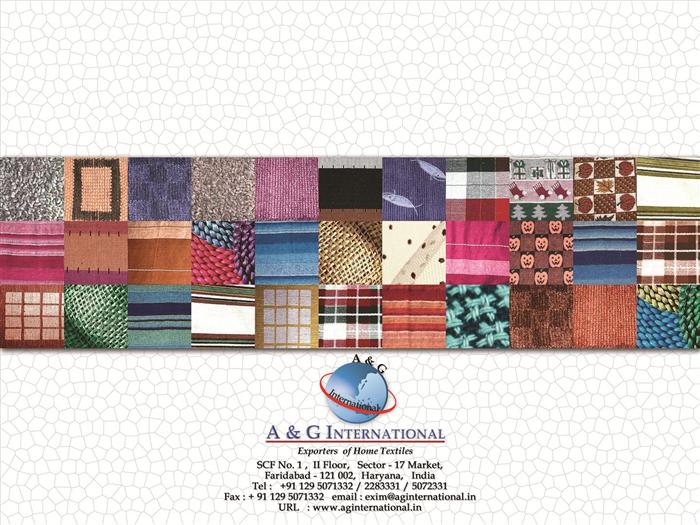 A & G
International
A & G INTERNATIONAL
Exporters of Home Textiles
SCF No. 1 , II Floor, Sector - 17 Market,
Faridabad - 121 002, Haryana, India
Tel : +91 129 5071332 / 2283331 / 5072331
Fax : + 91 129 5071332 email : exim@aginternational.in
URL : www.aginternational.in